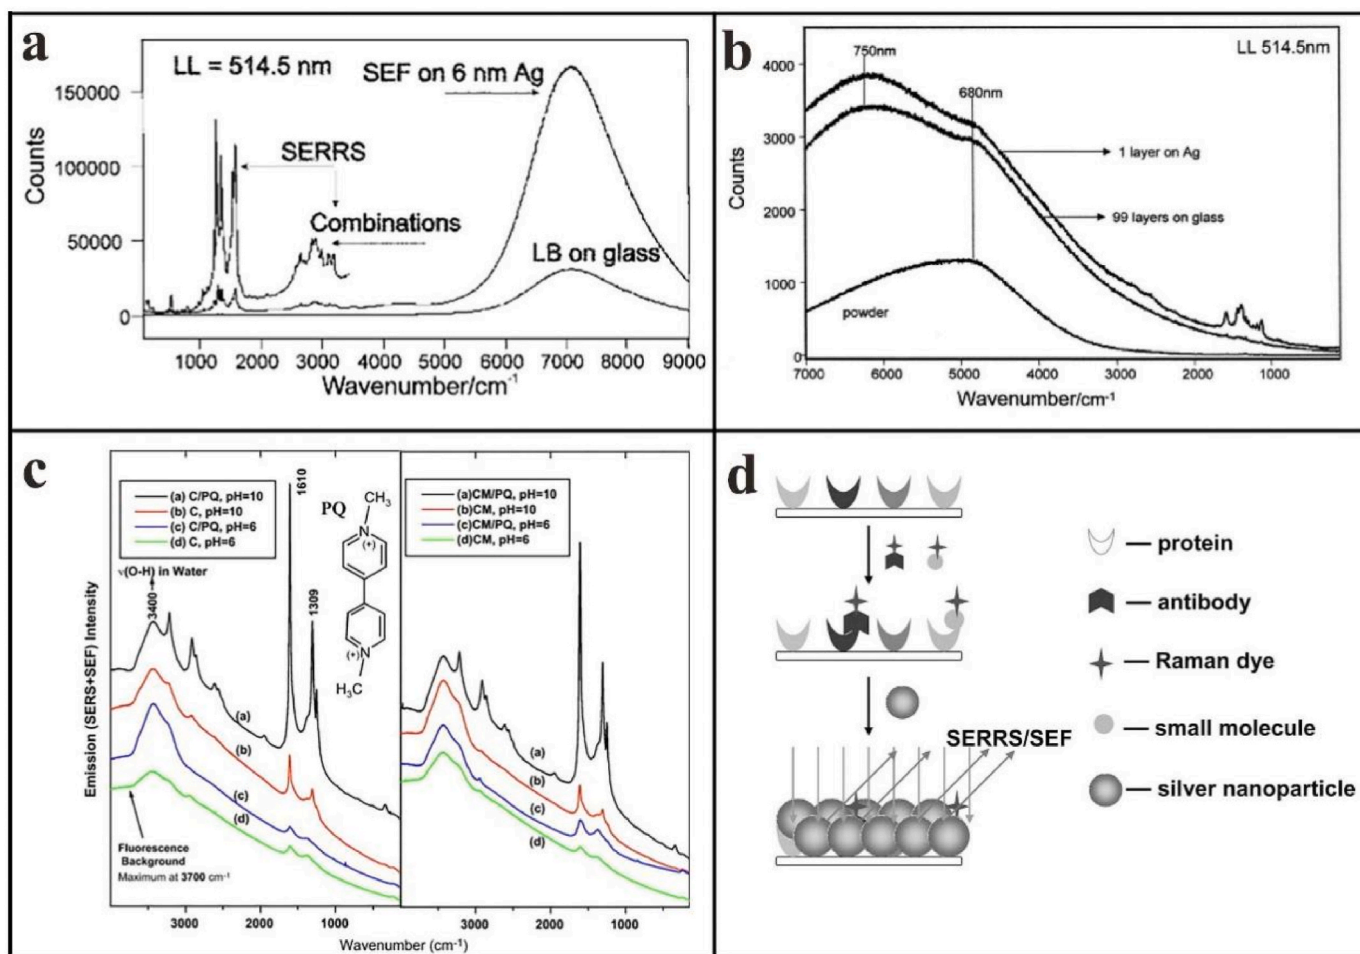 a
LL = 514.5 nm
SEF on 6 nm Ag
SERRS
Combinations
LB on glass
Counts
150000
100000
50000
0
1000 2000 3000 4000 5000 6000 7000 8000 9000
Wavenumber/cm⁻¹
b
LL 514.5nm
750nm
680nm
1 layer on Ag
99 layers on glass
powder
Counts
4000
3000
2000
1000
0
7000 6000 5000 4000 3000 2000 1000
Wavenumber/cm⁻¹
c
(a) C/PQ, pH=10
(b) C, pH=10
(c) C/PQ, pH=6
(d) C, pH=6
ν(O-H) in Water
3400
1610
1309
PQ
CH₃
N
(+)
(+)
N
H₃C
(a)
(b)
(c)
(d)
Fluorescence
Background
Maximum at 3700 cm⁻¹
Emission (SERS+SEF) Intensity
3000 2000 1000
(a)CM/PQ, pH=10
(b)CM, pH=10
(c)CM/PQ, pH=6
(d)CM, pH=6
(a)
(b)
(c)
(d)
3000 2000 1000
Wavenumber (cm⁻¹)
d
SERRS/SEF
protein
antibody
Raman dye
small molecule
silver nanoparticle